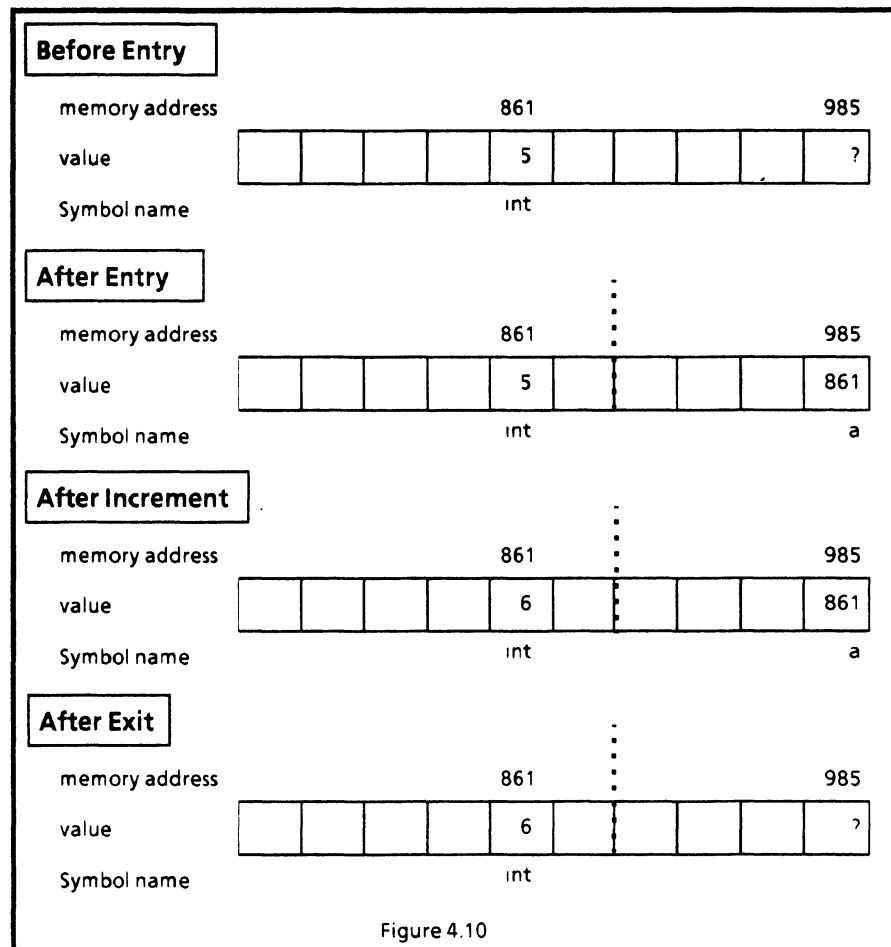 Before Entry
memory address 861 985
value 5 ?
Symbol name int
After Entry
memory address 861 985
value 5 861
Symbol name int a
After Increment
memory address 861 985
value 6 861
Symbol name int a
After Exit
memory address 861 985
value 6 ?
Symbol name int
Figure 4.10